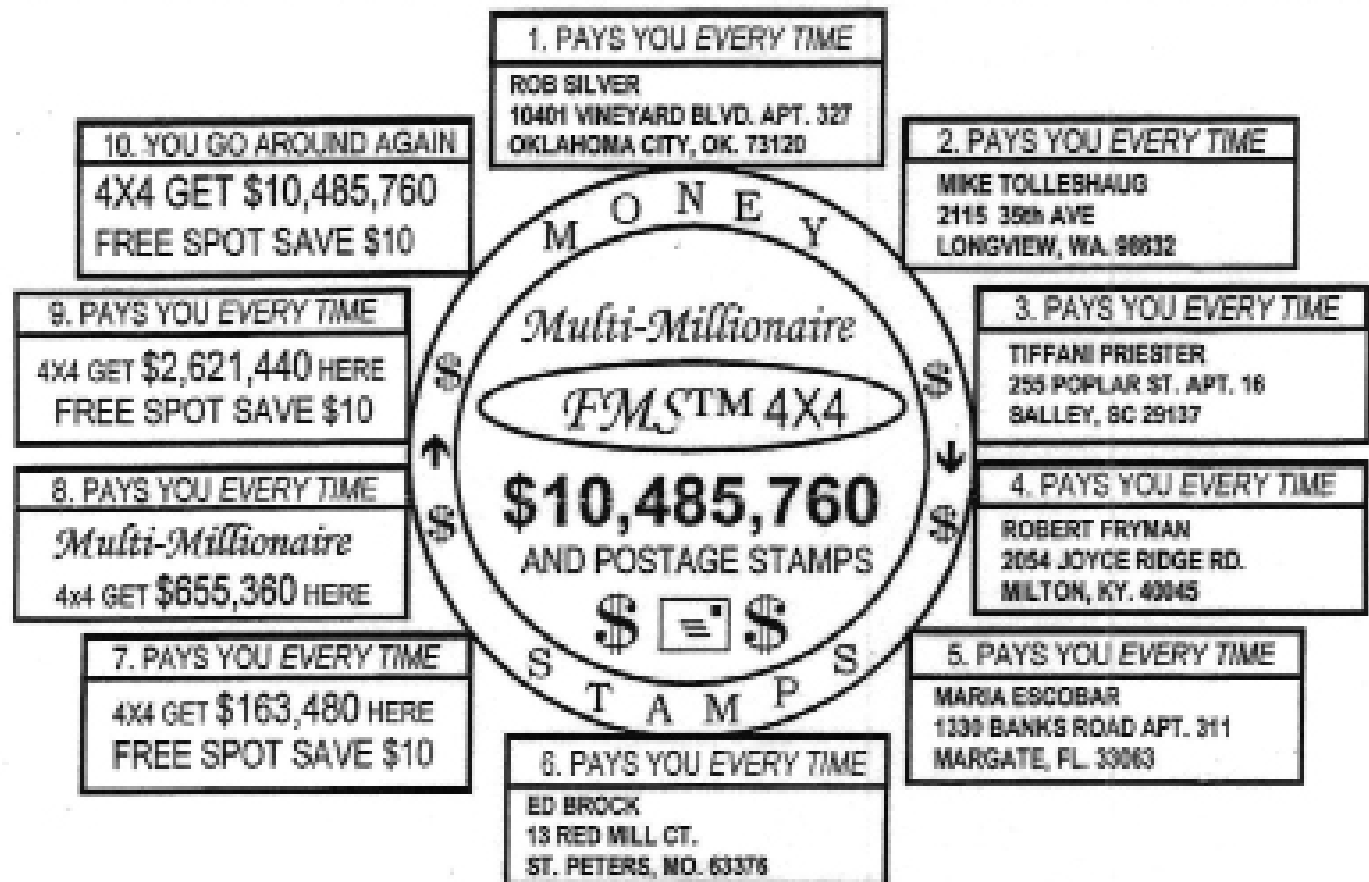 1. PAYS YOU EVERY TIME
ROB SILVER
10401 VINEYARD BLVD. APT. 327
OKLAHOMA CITY, OK. 73120
2. PAYS YOU EVERY TIME
MIKE TOLLESHAUG
2115 35th AVE
LONGVIEW, WA. 98632
3. PAYS YOU EVERY TIME
TIFFANI PRIESTER
255 POPLAR ST. APT. 16
SALLEY, SC 29137
4. PAYS YOU EVERY TIME
ROBERT FRYMAN
2054 JOYCE RIDGE RD.
MILTON, KY. 40045
5. PAYS YOU EVERY TIME
MARIA ESCOBAR
1339 BANKS ROAD APT. 311
MARGATE, FL. 33063
6. PAYS YOU EVERY TIME
ED BROCK
13 RED MILL CT.
ST. PETERS, MO. 63376
7. PAYS YOU EVERY TIME
4X4 GET $163,480 HERE
FREE SPOT SAVE $10
8. PAYS YOU EVERY TIME
Multi-Millionaire
4x4 GET $655,360 HERE
9. PAYS YOU EVERY TIME
4X4 GET $2,621,440 HERE
FREE SPOT SAVE $10
10. YOU GO AROUND AGAIN
4X4 GET $10,485,760
FREE SPOT SAVE $10
MONEY
$ $
Multi-Millionaire
FMS™ 4X4
$10,485,760
AND POSTAGE STAMPS
$ $
$ $
STAMPS